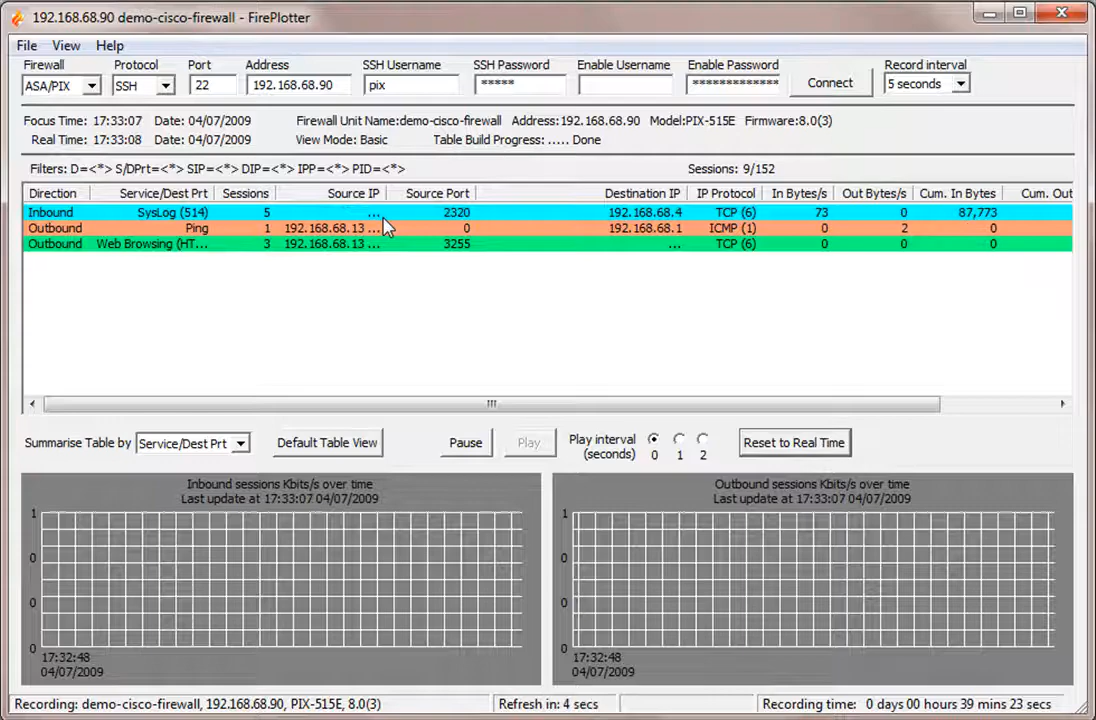 192.168.68.90 demo-cisco-firewall - FirePlotter
File View Help
Firewall Protocol Port Address SSH Username SSH Password Enable Username Enable Password Record interval
ASA/PIX SSH 22 192.168.68.90 pix ***** ************* Connect 5 seconds
Focus Time: 17:33:07 Date: 04/07/2009 Firewall Unit Name:demo-cisco-firewall Address:192.168.68.90 Model:PIX-515E Firmware:8.0(3)
Real Time: 17:33:08 Date: 04/07/2009 View Mode: Basic Table Build Progress: ..... Done
Filters: D=<*> S/DPrt=<*> SIP=<*> DIP=<*> IPP=<*> PID=<*> Sessions: 9/152
Direction Service/Dest Prt Sessions Source IP Source Port Destination IP IP Protocol In Bytes/s Out Bytes/s Cum. In Bytes Cum. Out
Inbound SysLog (514) 5 ... 2320 192.168.68.4 TCP (6) 73 0 87,773
Outbound Ping 1 192.168.68.13 ... 0 192.168.68.1 ICMP (1) 0 2 0
Outbound Web Browsing (HT... 3 192.168.68.13 ... 3255 ... TCP (6) 0 0 0
Summarise Table by Service/Dest Prt Default Table View Pause Play Play interval (seconds) 0 1 2 Reset to Real Time
Inbound sessions Kbits/s over time
Last update at 17:33:07 04/07/2009
1
0
0
0
17:32:48
04/07/2009
Outbound sessions Kbits/s over time
Last update at 17:33:07 04/07/2009
1
0
0
0
17:32:48
04/07/2009
Recording: demo-cisco-firewall, 192.168.68.90, PIX-515E, 8.0(3) Refresh in: 4 secs Recording time: 0 days 00 hours 39 mins 23 secs